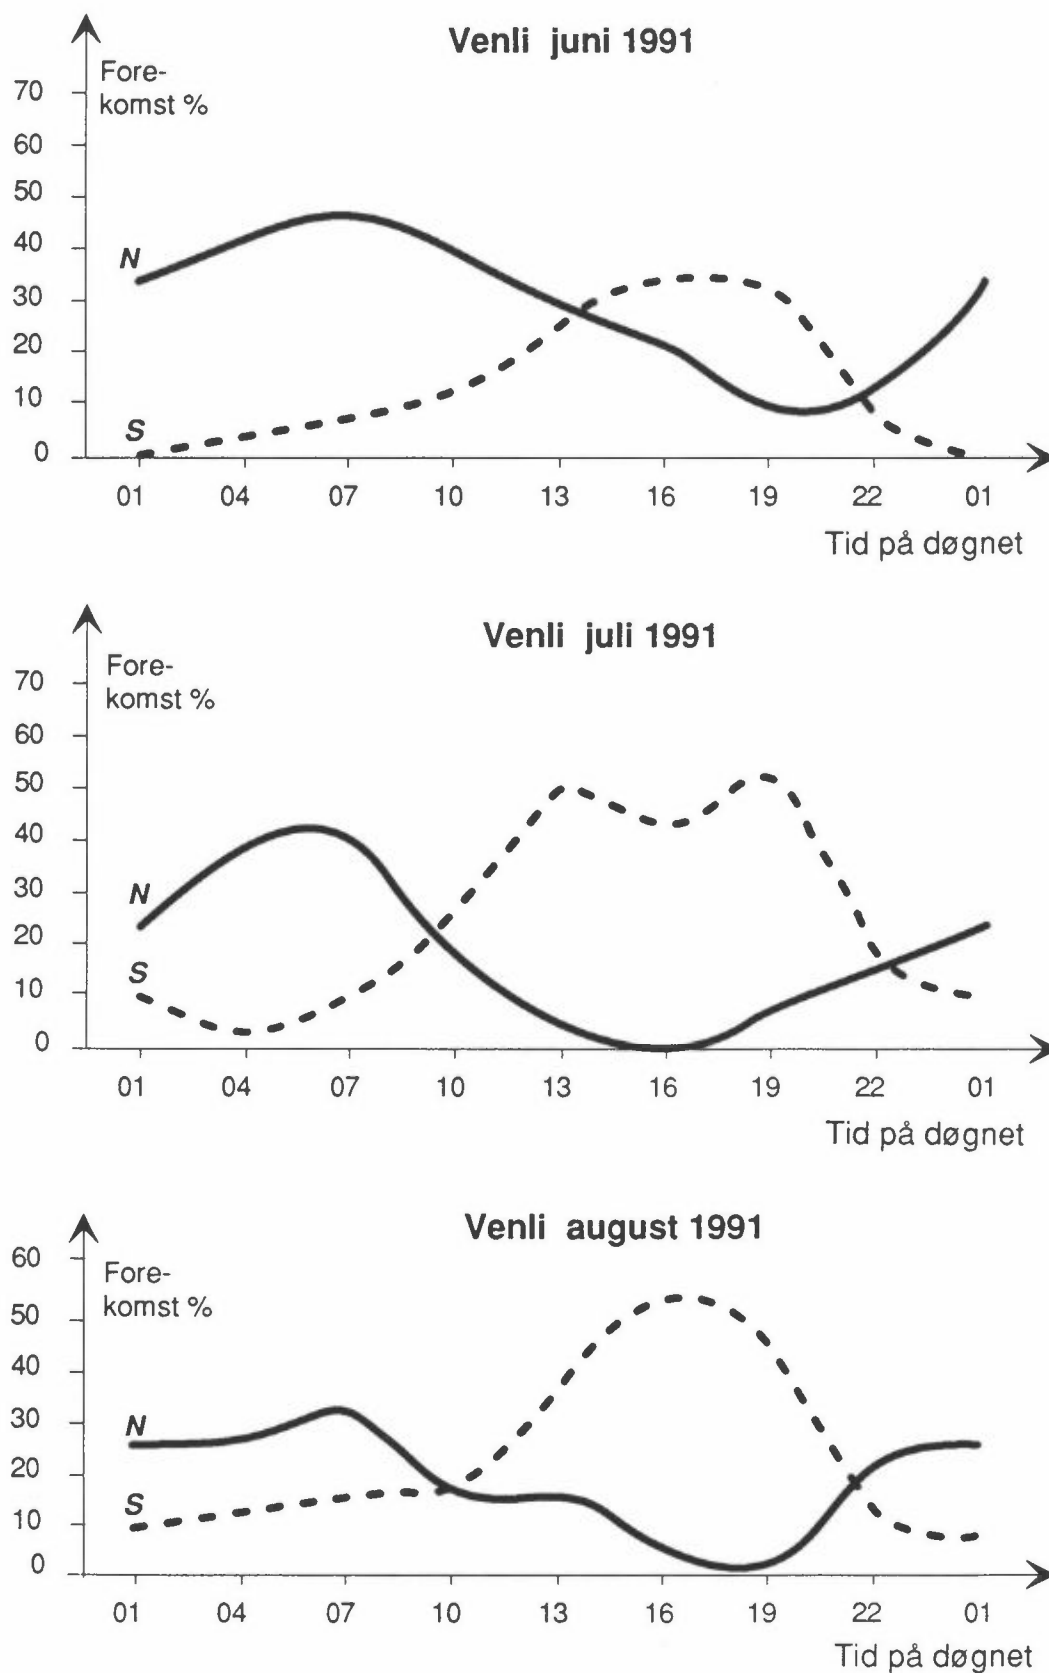 Venli juni 1991
Fore-
komst %
70
60
50
40
30
20
10
0
N
S
01 04 07 10 13 16 19 22 01
Tid på døgnet
Venli juli 1991
Fore-
komst %
70
60
50
40
30
20
10
0
N
S
01 04 07 10 13 16 19 22 01
Tid på døgnet
Venli august 1991
Fore-
komst %
60
50
40
30
20
10
0
N
S
01 04 07 10 13 16 19 22 01
Tid på døgnet